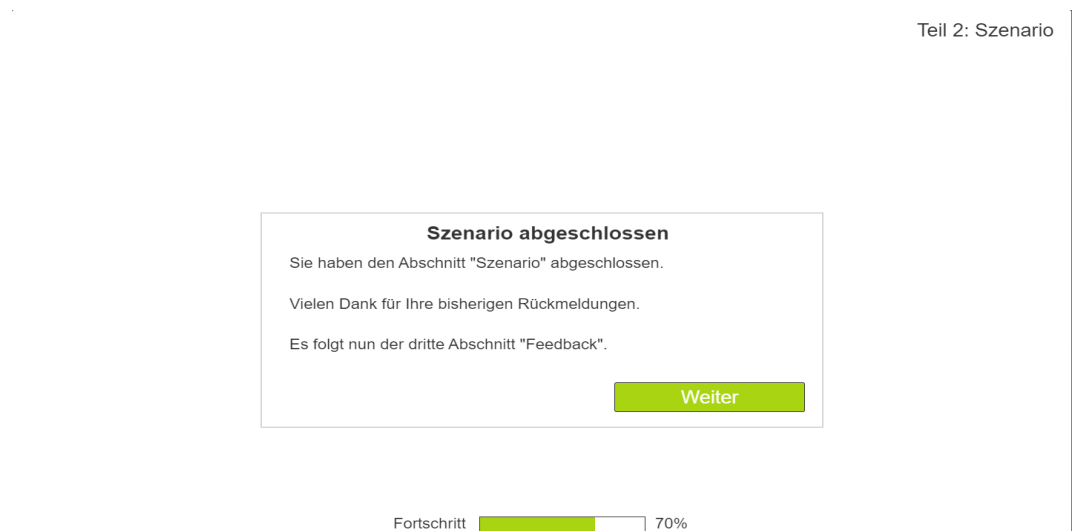 Teil 2: Szenario
Szenario abgeschlossen
Sie haben den Abschnitt "Szenario" abgeschlossen.
Vielen Dank für Ihre bisherigen Rückmeldungen.
Es folgt nun der dritte Abschnitt "Feedback".
Weiter
Fortschritt 70%